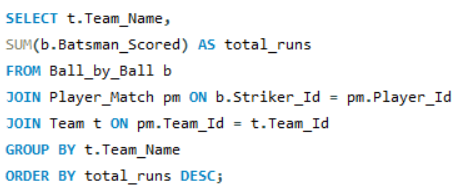 SELECT t.Team_Name,
SUM(b.Batsman_Scored) AS total_runs
FROM Ball_by_Ball b
JOIN Player_Match pm ON b.Striker_Id = pm.Player_Id
JOIN Team t ON pm.Team_Id = t.Team_Id
GROUP BY t.Team_Name
ORDER BY total_runs DESC;